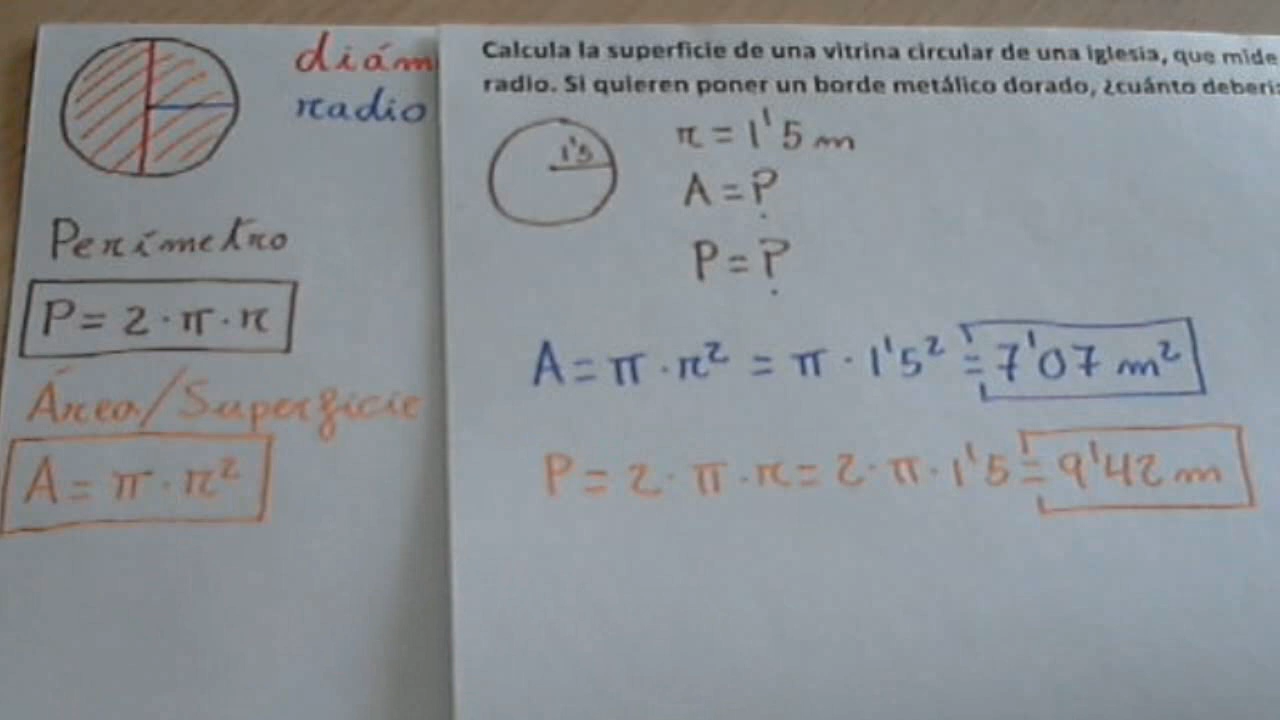 diám
radio
Perímetro
P = 2 · π · r
Área/Superficie
A = π · r²
Calcula la superficie de una vitrina circular de una iglesia, que mide
radio. Si quieren poner un borde metálico dorado, ¿cuánto deberí
1'5
r = 1'5 m
A = ?
P = ?
A = π · r² = π · 1'5² = 7'07 m²
P = 2 · π · r = 2 · π · 1'5 = 9'42 m